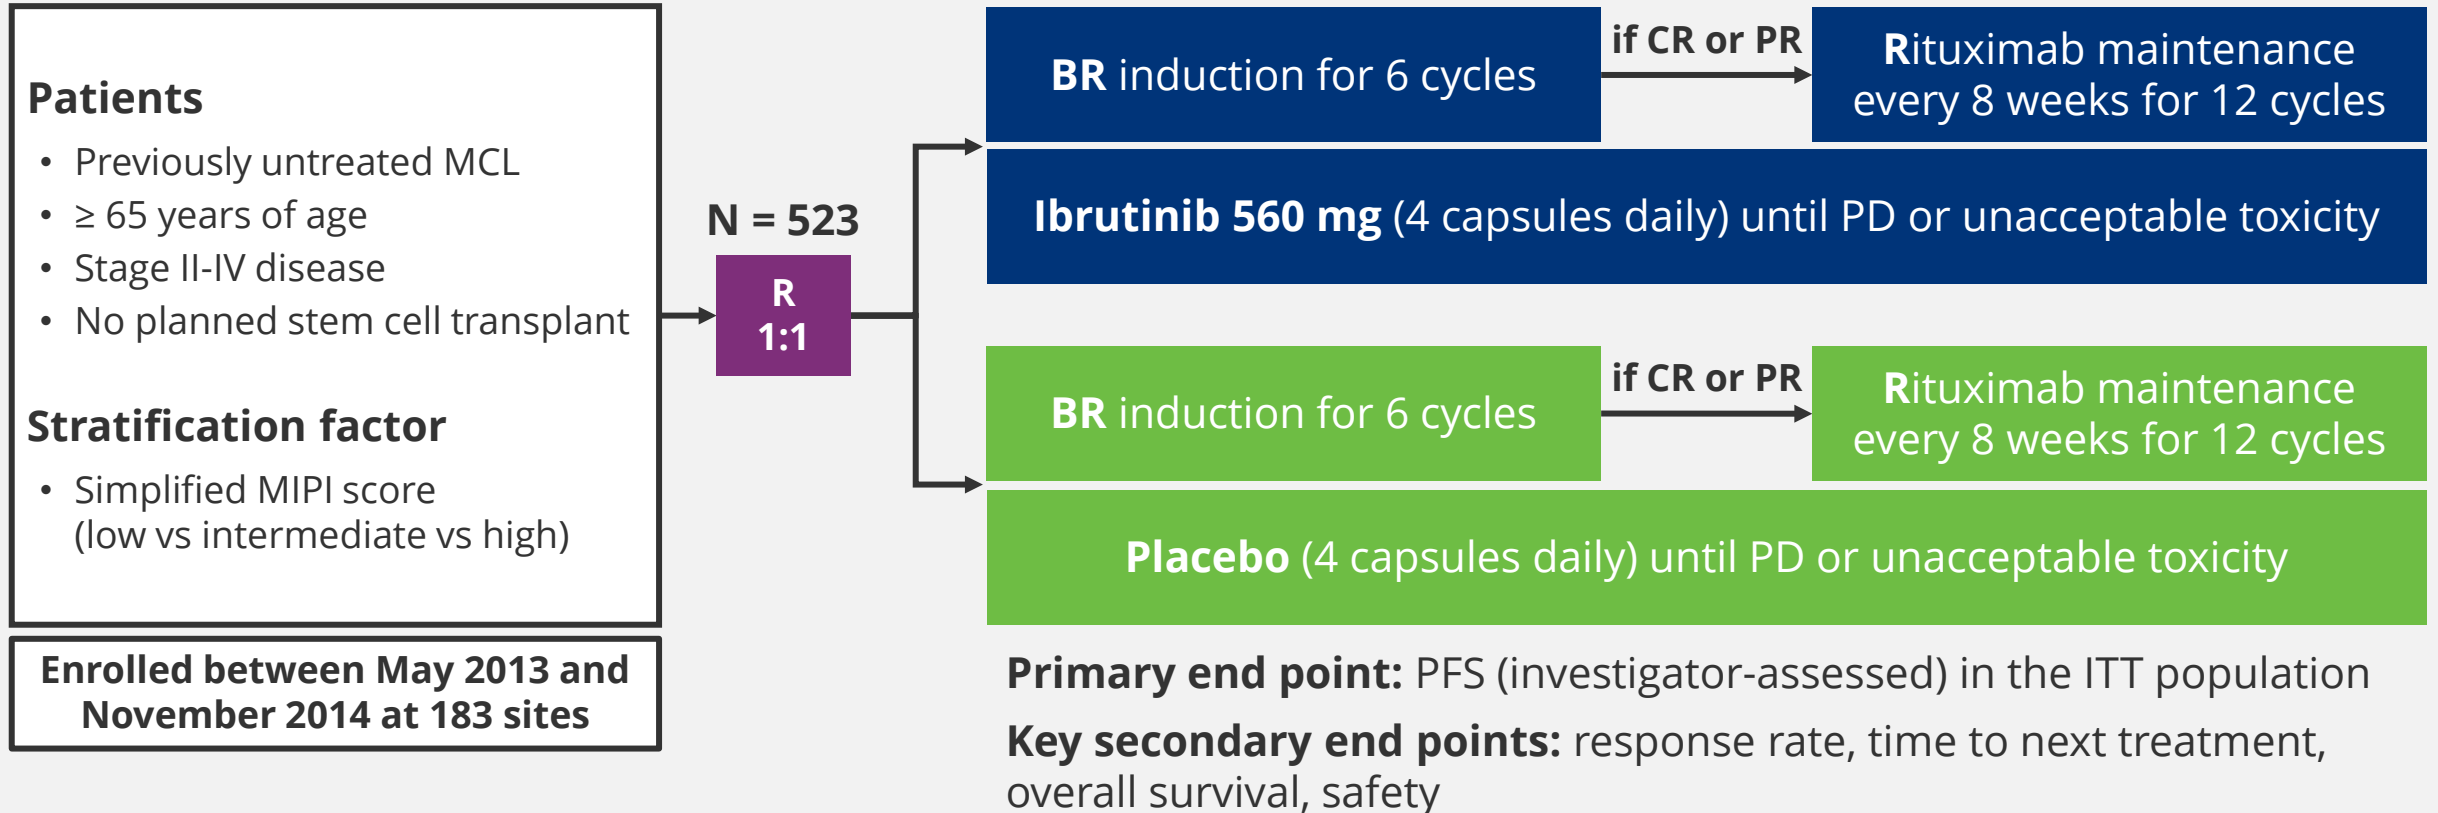 Patients
• Previously untreated MCL
• ≥ 65 years of age
• Stage II-IV disease
• No planned stem cell transplant
Stratification factor
• Simplified MIPI score
(low vs intermediate vs high)
Enrolled between May 2013 and
November 2014 at 183 sites
N = 523
R
1:1
BR induction for 6 cycles
if CR or PR
Rituximab maintenance
every 8 weeks for 12 cycles
Ibrutinib 560 mg (4 capsules daily) until PD or unacceptable toxicity
BR induction for 6 cycles
if CR or PR
Rituximab maintenance
every 8 weeks for 12 cycles
Placebo (4 capsules daily) until PD or unacceptable toxicity
Primary end point: PFS (investigator-assessed) in the ITT population
Key secondary end points: response rate, time to next treatment,
overall survival, safety